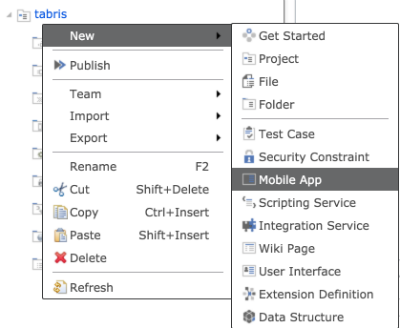 tabris
New
Publish
Team
Import
Export
Rename F2
Cut Shift+Delete
Copy Ctrl+Insert
Paste Shift+Insert
Delete
Refresh
Get Started
Project
File
Folder
Test Case
Security Constraint
Mobile App
Scripting Service
Integration Service
Wiki Page
User Interface
Extension Definition
Data Structure